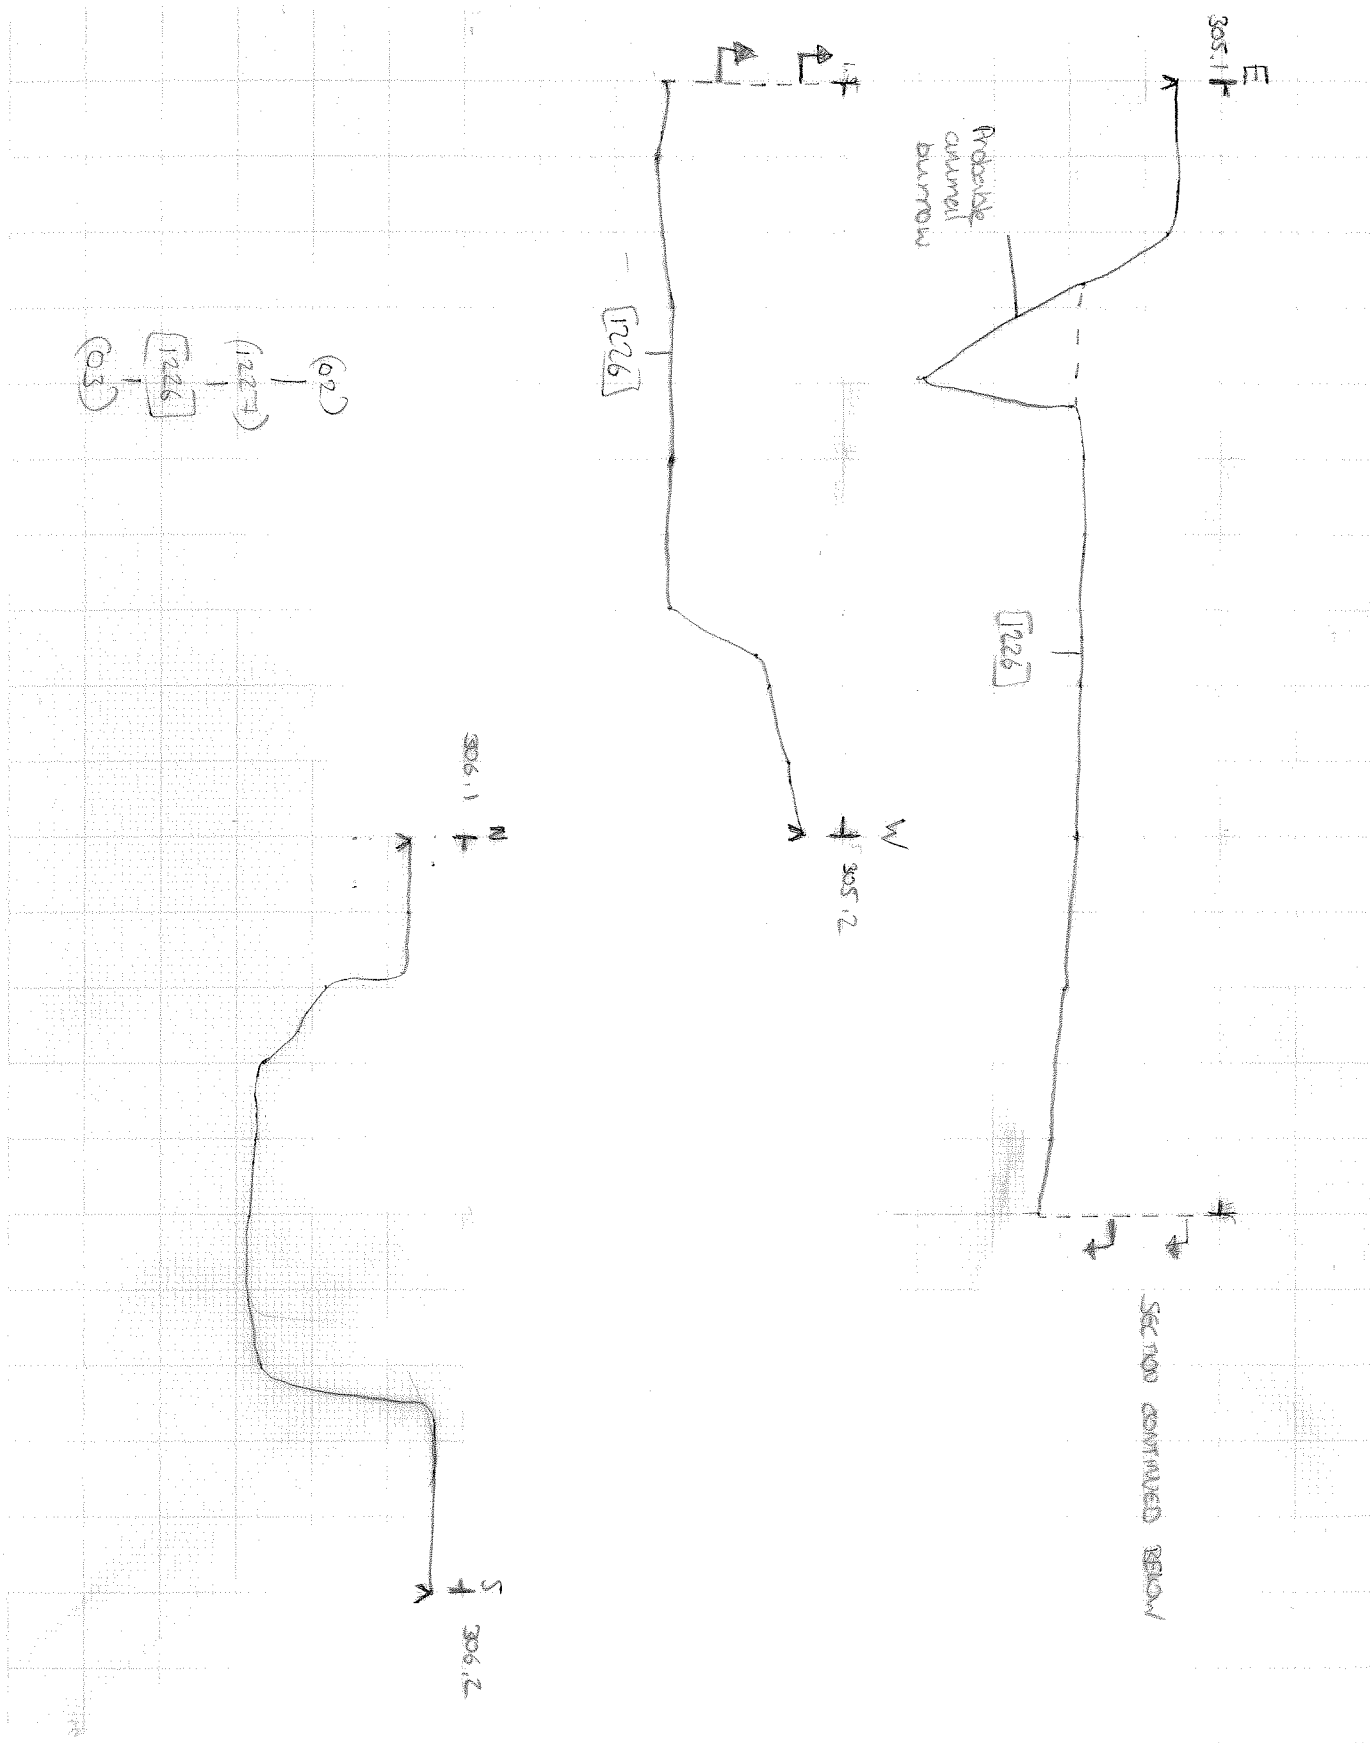 E
305.1
Probable
animal
burrow
[1226]
SECTION CONTINUED BELOW
W
305.2
[1226]
N
306.1
S
306.2
(02)
(1227)
[1226]
(03)